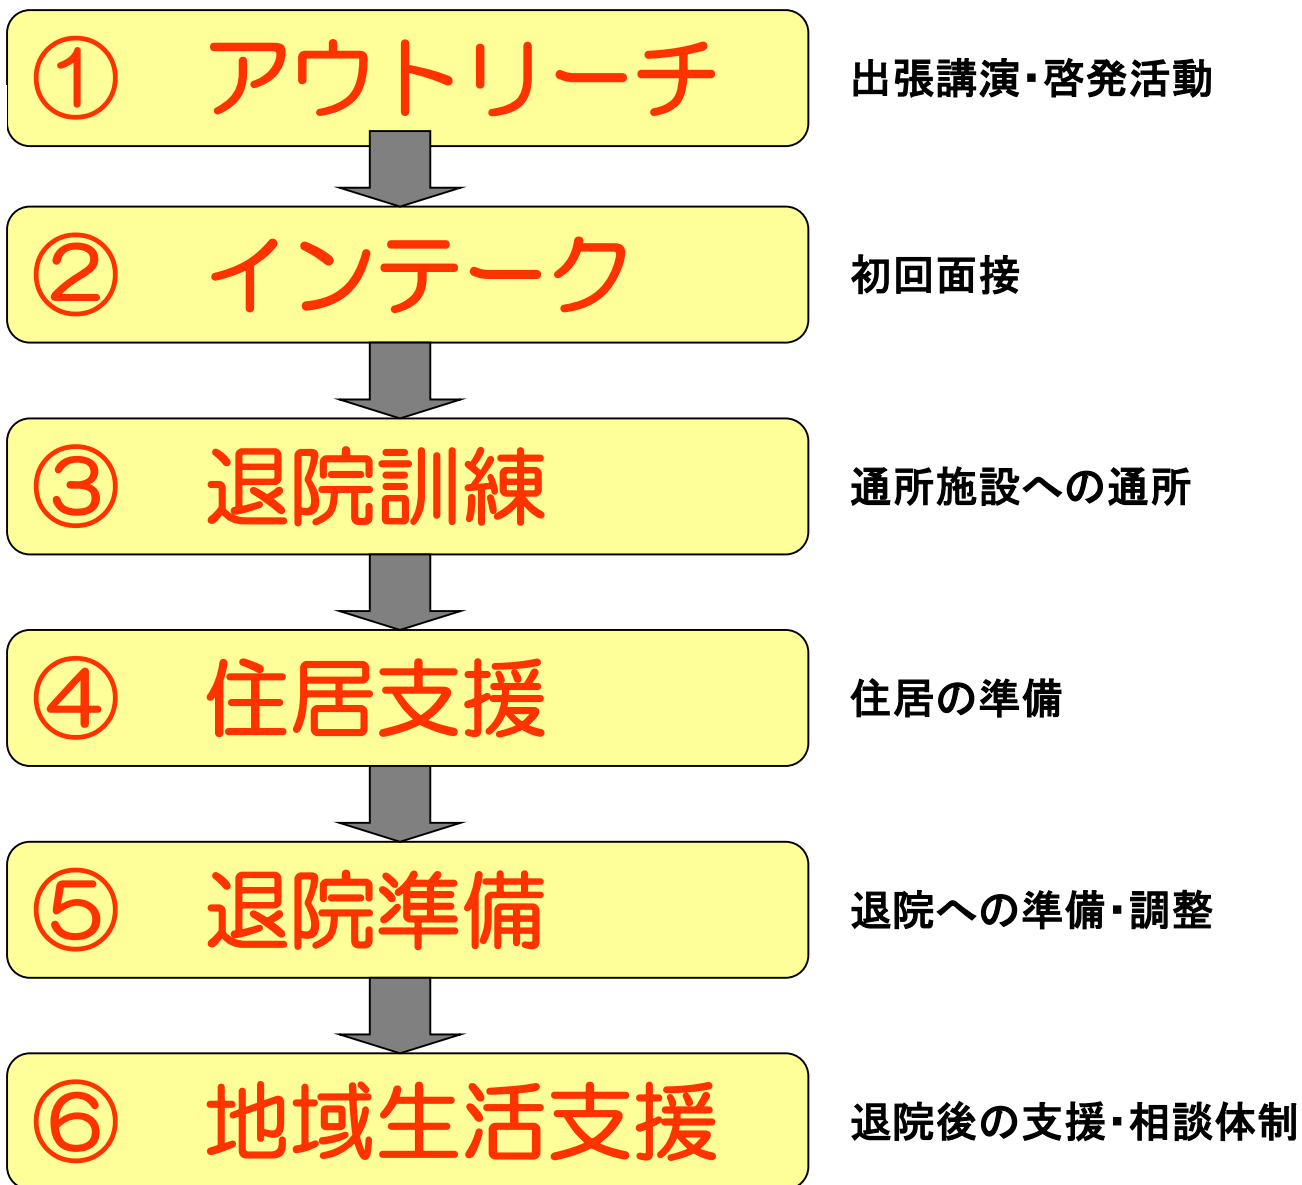 ① アウトリーチ 出張講演・啓発活動
② インテーク 初回面接
③ 退院訓練 通所施設への通所
④ 住居支援 住居の準備
⑤ 退院準備 退院への準備・調整
⑥ 地域生活支援 退院後の支援・相談体制